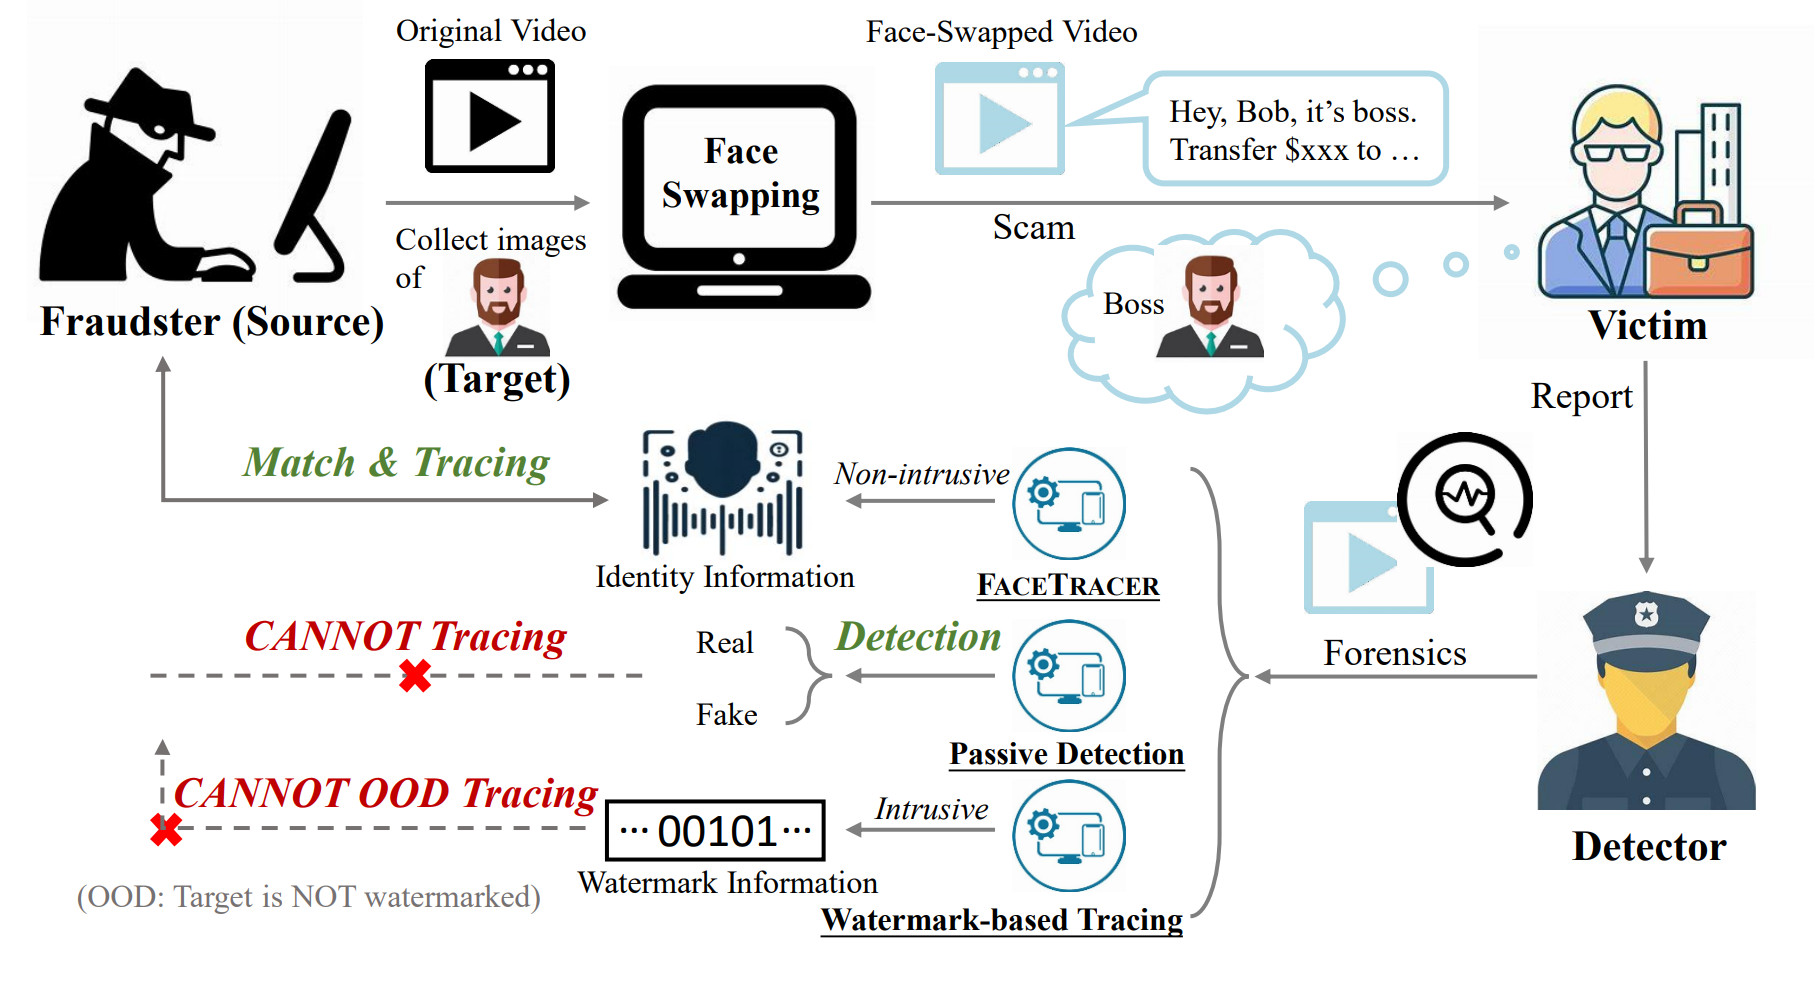 Original Video
Face-Swapped Video
Hey, Bob, it's boss.
Transfer $xxx to …
Face
Swapping
Collect images
of
(Target)
Scam
Boss
Fraudster (Source)
Victim
Report
Match & Tracing
Non-intrusive
Identity Information
FACETRACER
CANNOT Tracing
Real
Fake
Detection
Passive Detection
Forensics
CANNOT OOD Tracing
··· 00101 ···
Intrusive
Watermark Information
(OOD: Target is NOT watermarked)
Watermark-based Tracing
Detector